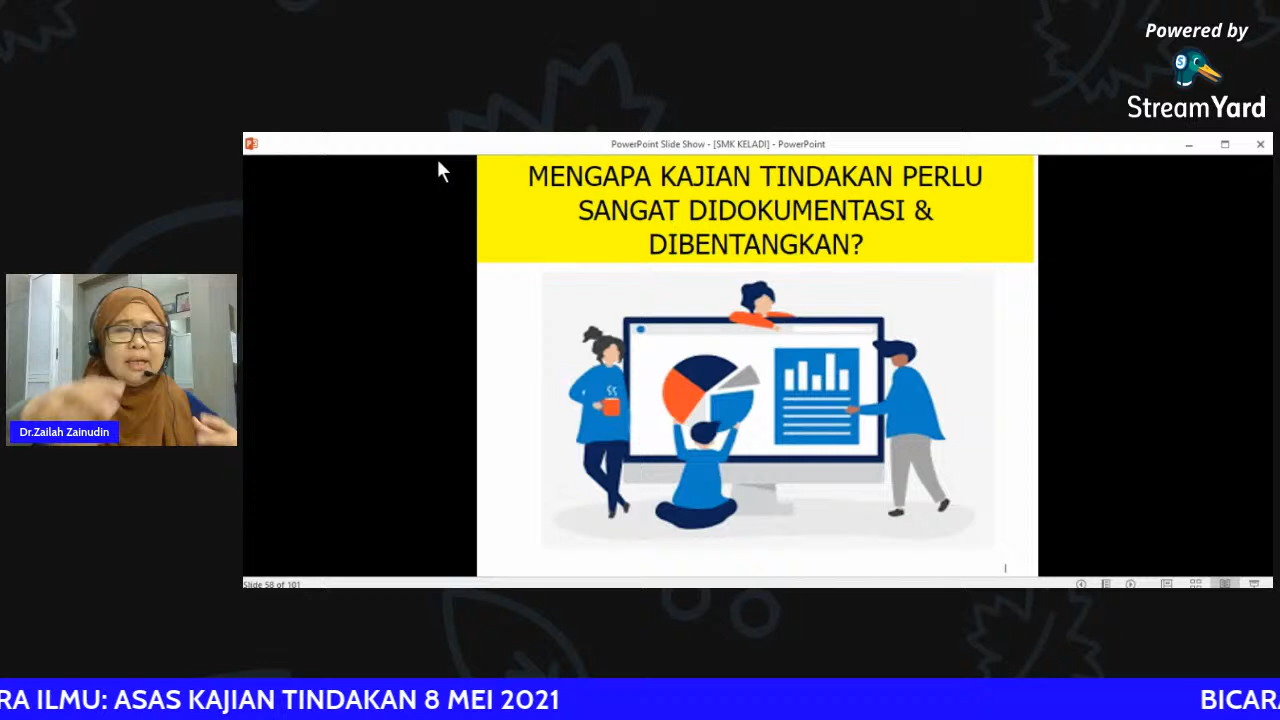 Powered by
StreamYard
PowerPoint Slide Show - [SMK KELADI] - PowerPoint
MENGAPA KAJIAN TINDAKAN PERLU
SANGAT DIDOKUMENTASI &
DIBENTANGKAN?
Dr.Zailah Zainudin
Slide 58 of 101
RA ILMU: ASAS KAJIAN TINDAKAN 8 MEI 2021
BICARA